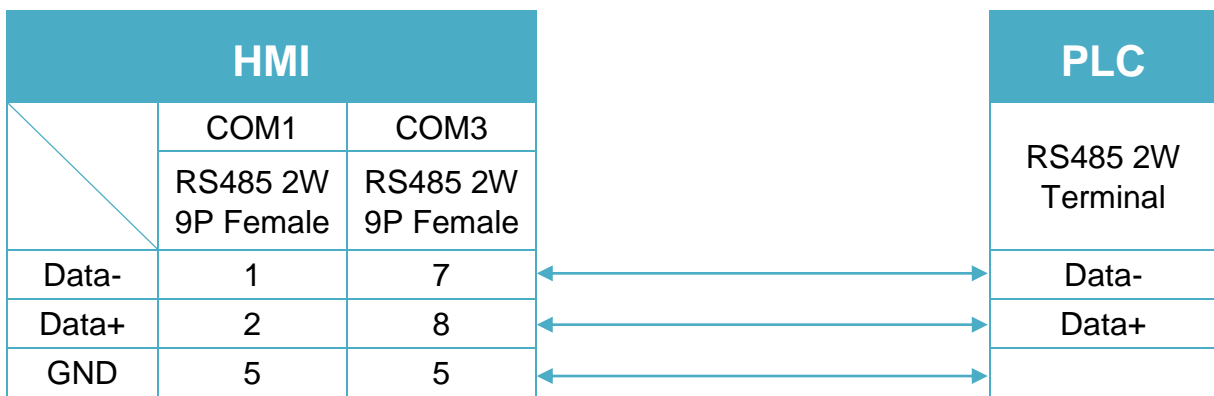 HMI PLC
COM1 COM3
RS485 2W
9P Female
RS485 2W
9P Female
RS485 2W
Terminal
Data- 1 7 Data-
Data+ 2 8 Data+
GND 5 5